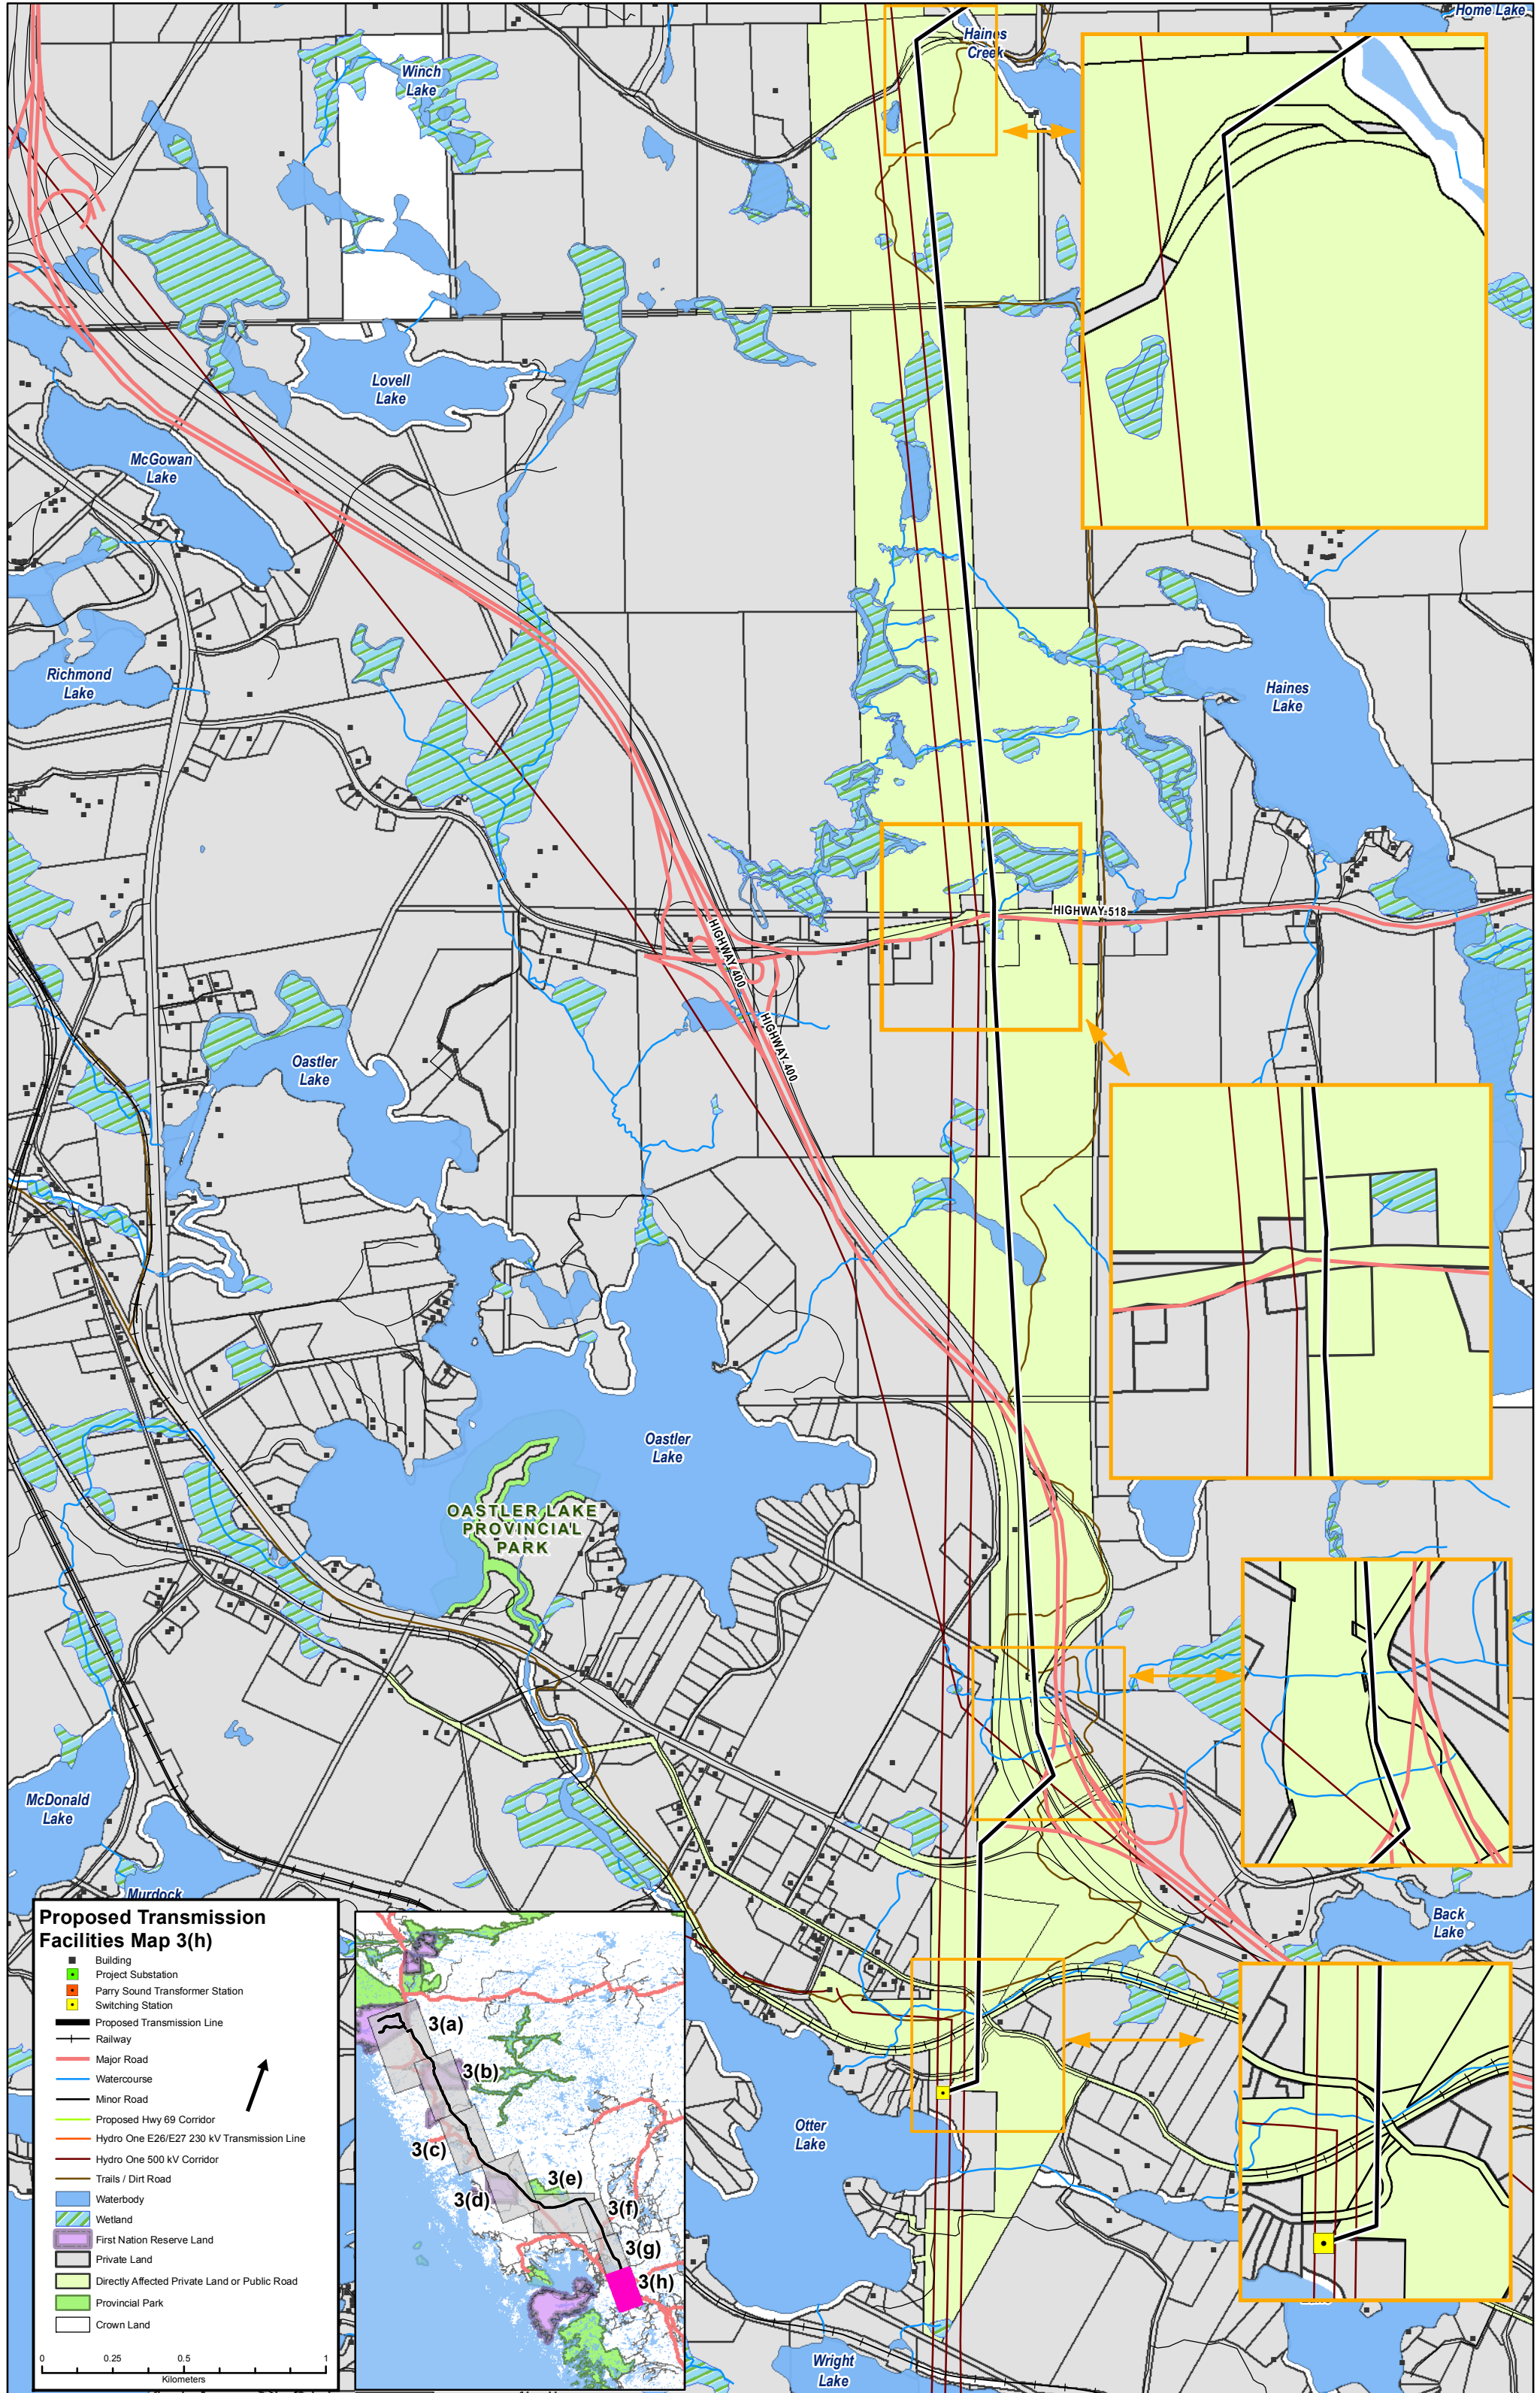 Home Lake
Haines
Creek
Winch
Lake
Lovell
Lake
McGowan
Lake
Richmond
Lake
Haines
Lake
HIGHWAY 518
HIGHWAY 400
HIGHWAY 400
Oastler
Lake
Oastler
Lake
OASTLER LAKE
PROVINCIAL
PARK
McDonald
Lake
Murdock
Back
Lake
Otter
Lake
Wright
Lake
Proposed Transmission
Facilities Map 3(h)
Building
Project Substation
Parry Sound Transformer Station
Switching Station
Proposed Transmission Line
Railway
Major Road
Watercourse
Minor Road
Proposed Hwy 69 Corridor
Hydro One E26/E27 230 kV Transmission Line
Hydro One 500 kV Corridor
Trails / Dirt Road
Waterbody
Wetland
First Nation Reserve Land
Private Land
Directly Affected Private Land or Public Road
Provincial Park
Crown Land
0 0.25 0.5 1
Kilometers
3(a)
3(b)
3(c)
3(d)
3(e)
3(f)
3(g)
3(h)